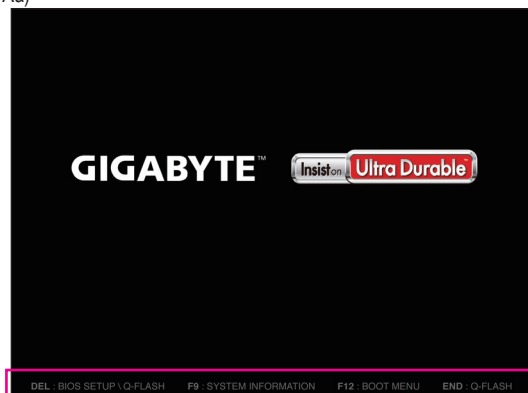 GIGABYTE™
Insist on Ultra Durable™
DEL : BIOS SETUP \ Q-FLASH F9 : SYSTEM INFORMATION F12 : BOOT MENU END : Q-FLASH